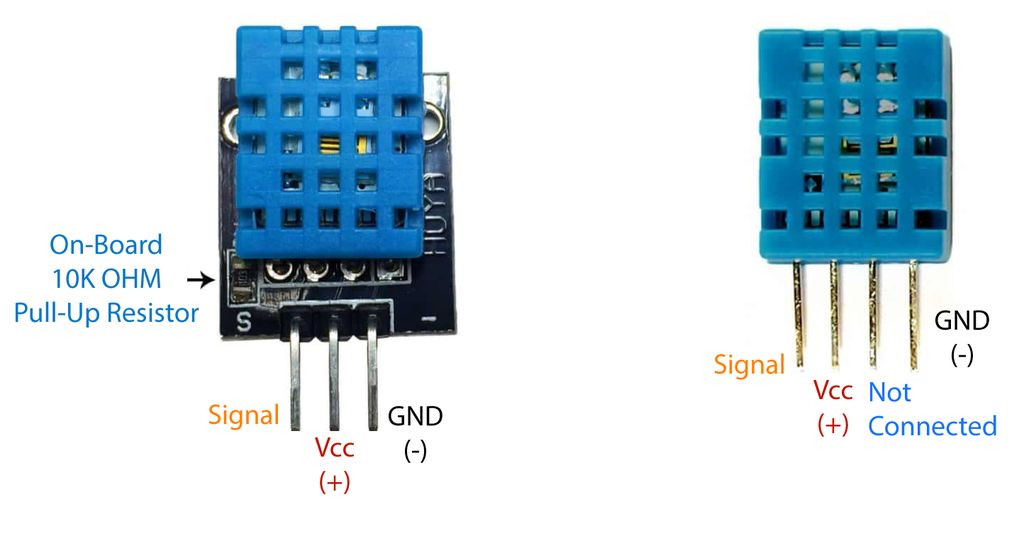 On-Board
10K OHM
Pull-Up Resistor
HUYA
S
-
Signal
Vcc
(+)
GND
(-)
Signal
Vcc
(+)
Not
Connected
GND
(-)